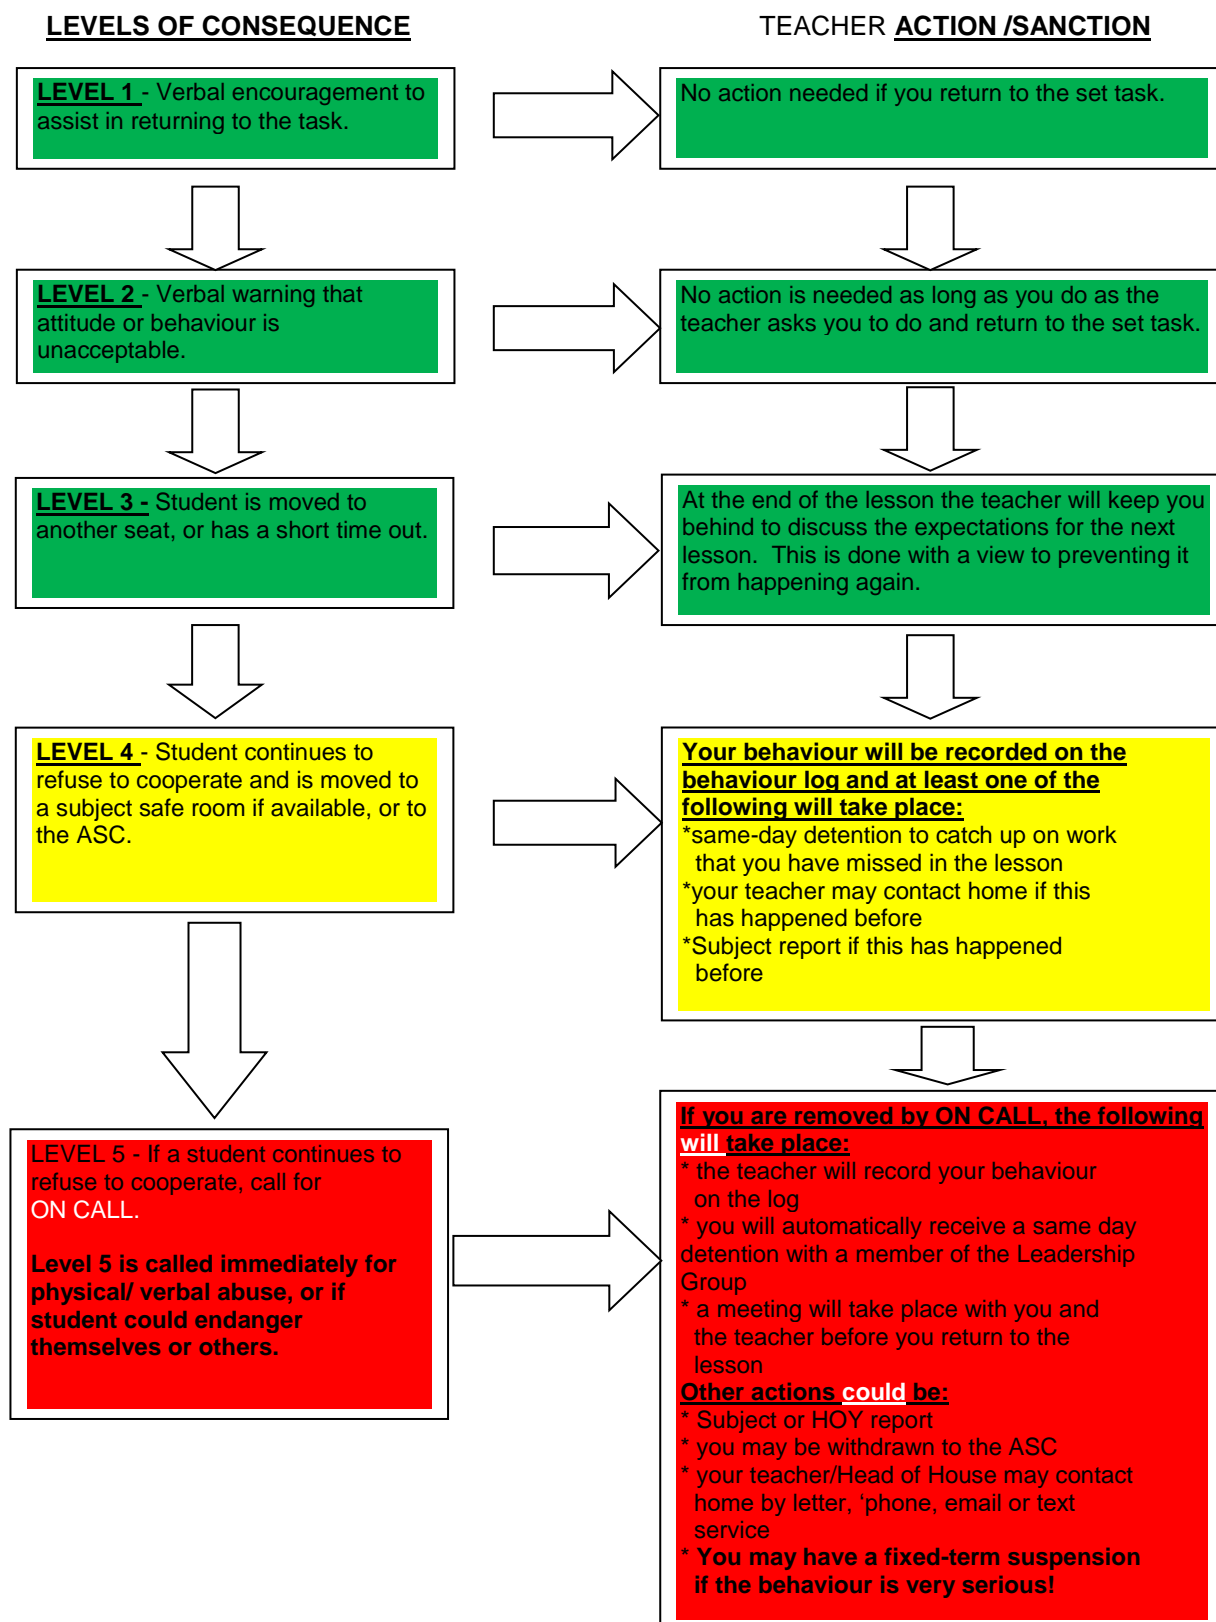 LEVELS OF CONSEQUENCE
TEACHER ACTION /SANCTION
LEVEL 1 - Verbal encouragement to
assist in returning to the task.
No action needed if you return to the set task.
LEVEL 2 - Verbal warning that
attitude or behaviour is
unacceptable.
No action is needed as long as you do as the
teacher asks you to do and return to the set task.
LEVEL 3 - Student is moved to
another seat, or has a short time out.
At the end of the lesson the teacher will keep you
behind to discuss the expectations for the next
lesson.  This is done with a view to preventing it
from happening again.
LEVEL 4 - Student continues to
refuse to cooperate and is moved to
a subject safe room if available, or to
the ASC.
Your behaviour will be recorded on the
behaviour log and at least one of the
following will take place:
*same-day detention to catch up on work
that you have missed in the lesson
*your teacher may contact home if this
has happened before
*Subject report if this has happened
before
LEVEL 5 - If a student continues to
refuse to cooperate, call for
ON CALL.
Level 5 is called immediately for
physical/ verbal abuse, or if
student could endanger
themselves or others.
If you are removed by ON CALL, the following
will take place:
* the teacher will record your behaviour
on the log
* you will automatically receive a same day
detention with a member of the Leadership
Group
* a meeting will take place with you and
the teacher before you return to the
lesson
Other actions could be:
* Subject or HOY report
* you may be withdrawn to the ASC
* your teacher/Head of House may contact
home by letter, ‘phone, email or text
service
* You may have a fixed-term suspension
if the behaviour is very serious!